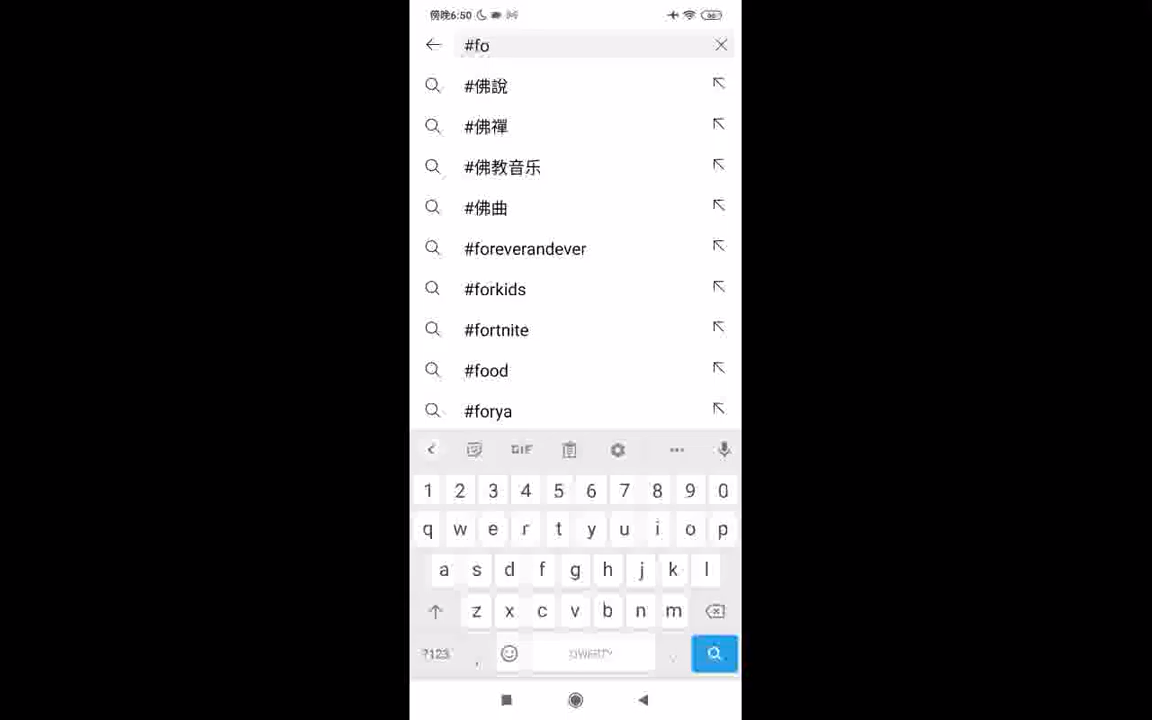 傍晚6:50
#fo
#佛說
#佛禪
#佛教音乐
#佛曲
#foreverandever
#forkids
#fortnite
#food
#forya
GIF
1 2 3 4 5 6 7 8 9 0
q w e r t y u i o p
a s d f g h j k l
z x c v b n m
?123 , QWERTY .